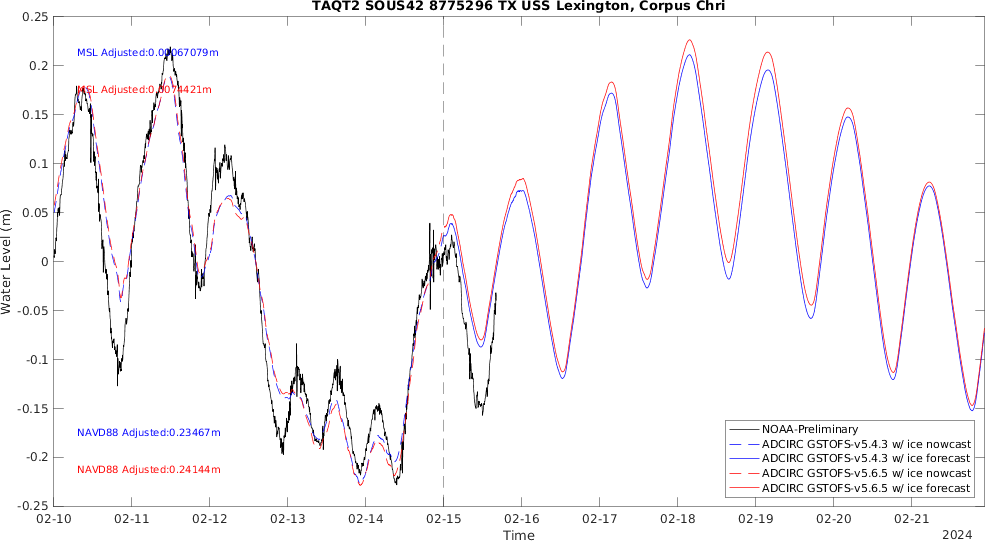 TAQT2 SOUS42 8775296 TX USS Lexington, Corpus Chri
0.25
0.2
0.15
0.1
0.05
0
-0.05
-0.1
-0.15
-0.2
-0.25
Water Level (m)
MSL Adjusted:0.00067079m
MSL Adjusted:0.0074421m
NAVD88 Adjusted:0.23467m
NAVD88 Adjusted:0.24144m
NOAA-Preliminary
ADCIRC GSTOFS-v5.4.3 w/ ice nowcast
ADCIRC GSTOFS-v5.4.3 w/ ice forecast
ADCIRC GSTOFS-v5.6.5 w/ ice nowcast
ADCIRC GSTOFS-v5.6.5 w/ ice forecast
02-10 02-11 02-12 02-13 02-14 02-15 02-16 02-17 02-18 02-19 02-20 02-21
Time
2024